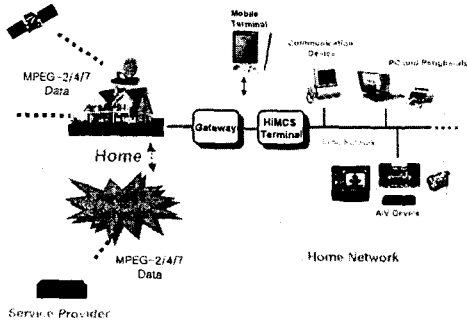 Mobile
Terminal
Communication
Device
PC and Peripherals
MPEG-2/4/7
Data
Gateway
HiMCS
Terminal
Network
Home
A/V Device
MPEG-2/4/7
Data
Home Network
Service Provider